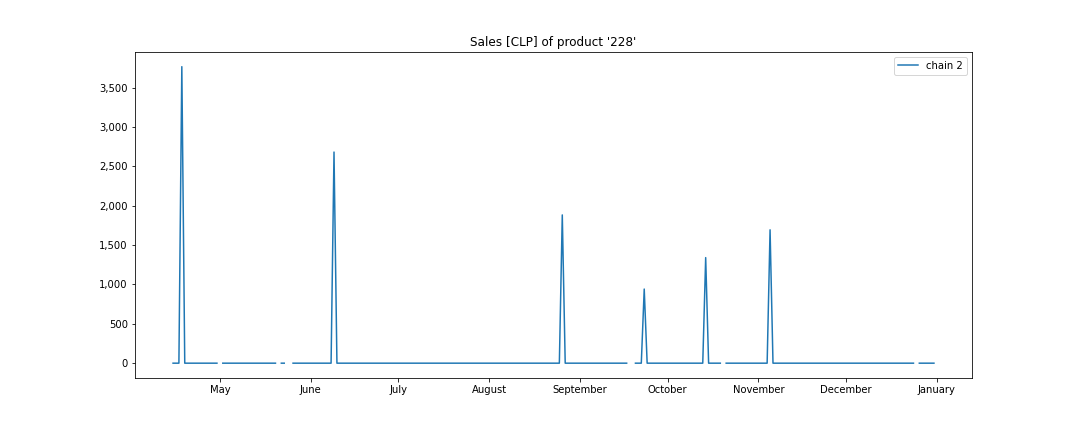 Sales [CLP] of product '228'
chain 2
3,500
3,000
2,500
2,000
1,500
1,000
500
0
May June July August September October November December January